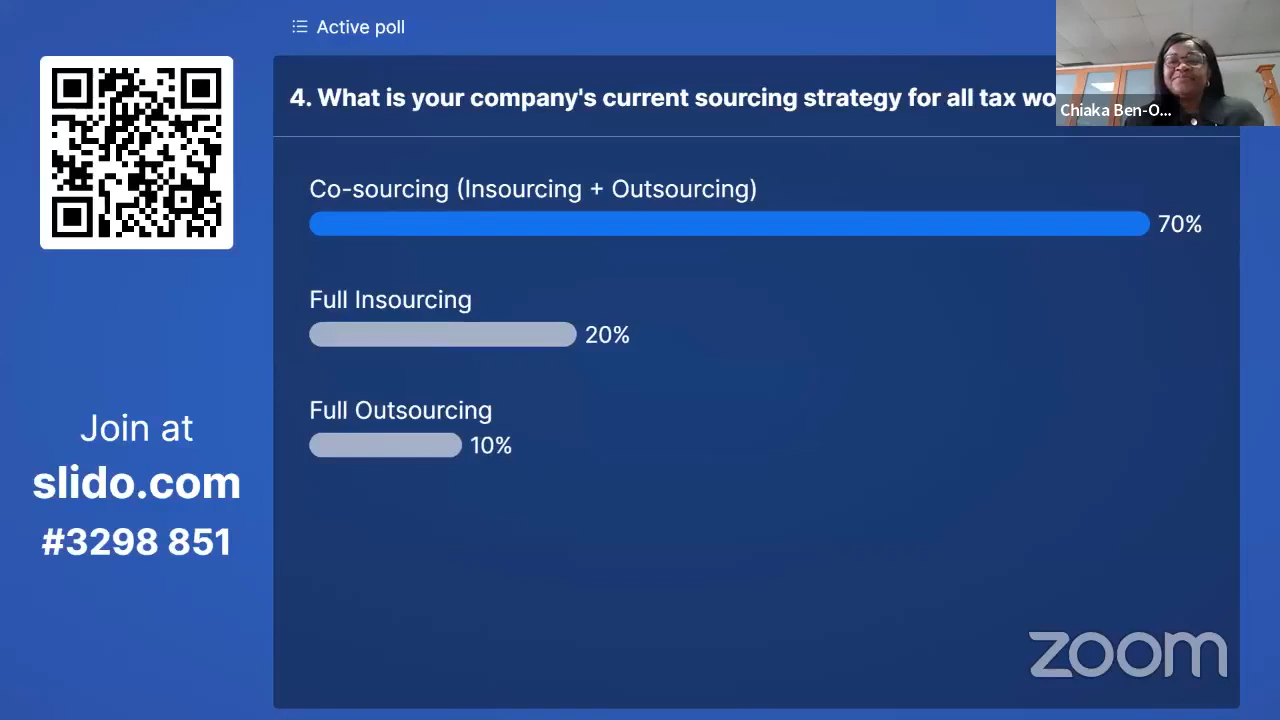 Active poll
4. What is your company's current sourcing strategy for all tax
Chiaka Ben-O...
Co-sourcing (Insourcing + Outsourcing)
70%
Full Insourcing
20%
Full Outsourcing
10%
Join at
slido.com
#3298 851
zoom